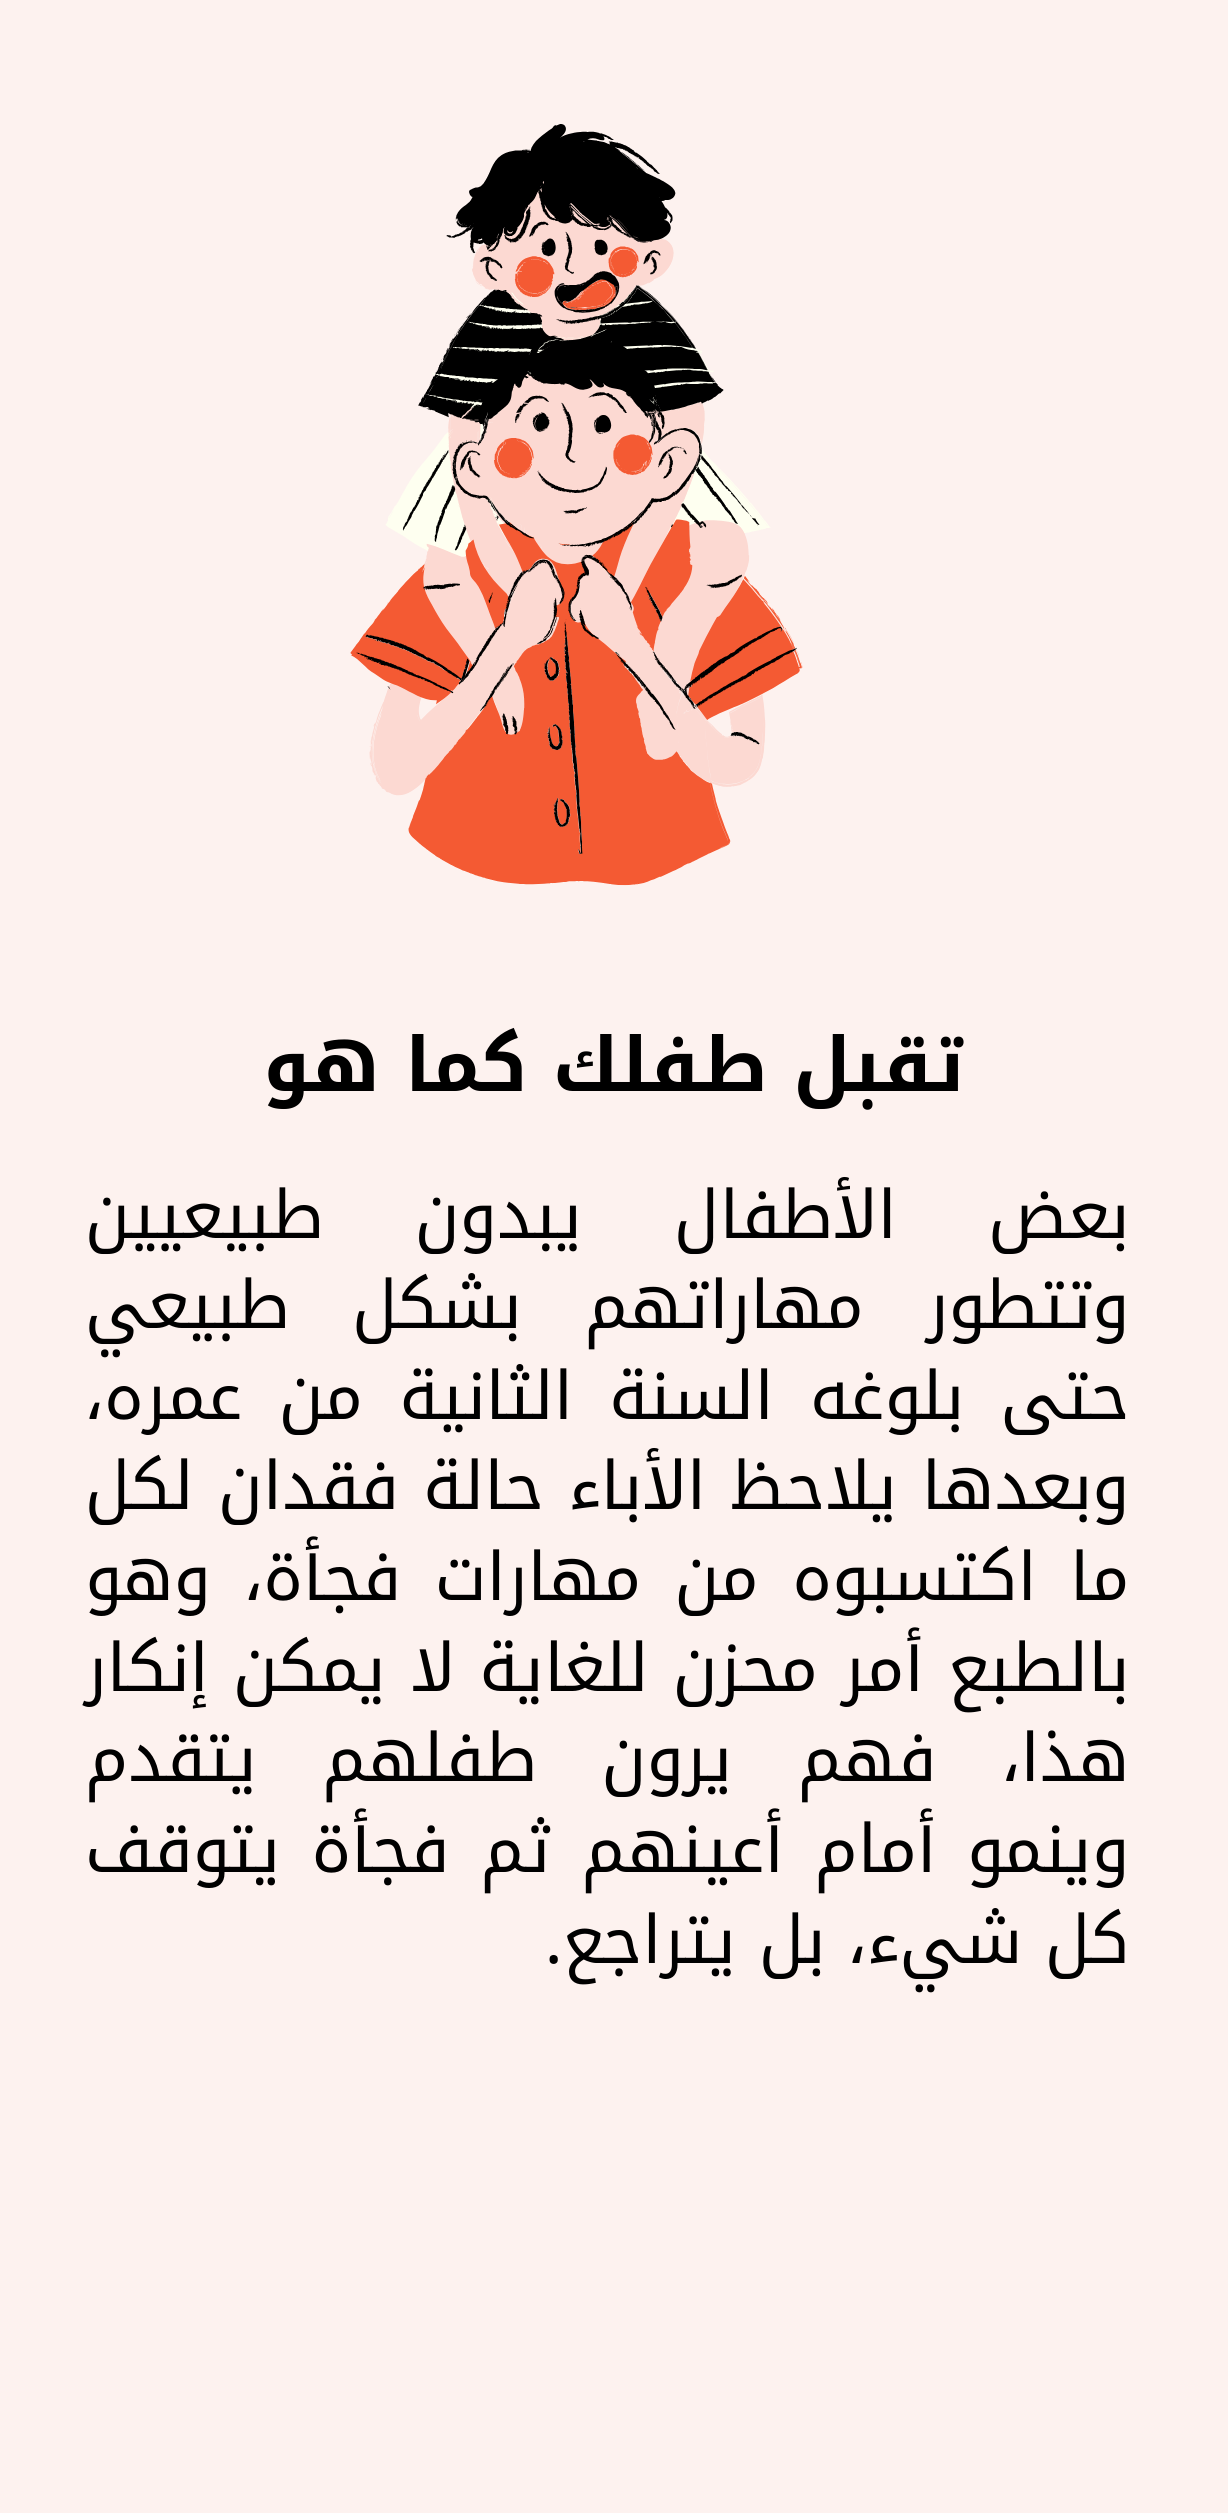 تقبل طفلك كما هو
بعض الأطفال يبدون طبيعيين
وتتطور مهاراتهم بشكل طبيعي
حتى بلوغه السنة الثانية من عمره،
وبعدها يلاحظ الأباء حالة فقدان لكل
ما اكتسبوه من مهارات فجأة، وهو
بالطبع أمر محزن للغاية لا يمكن إنكار
هذا، فهم يرون طفلهم يتقدم
وينمو أمام أعينهم ثم فجأة يتوقف
كل شيء، بل يتراجع.